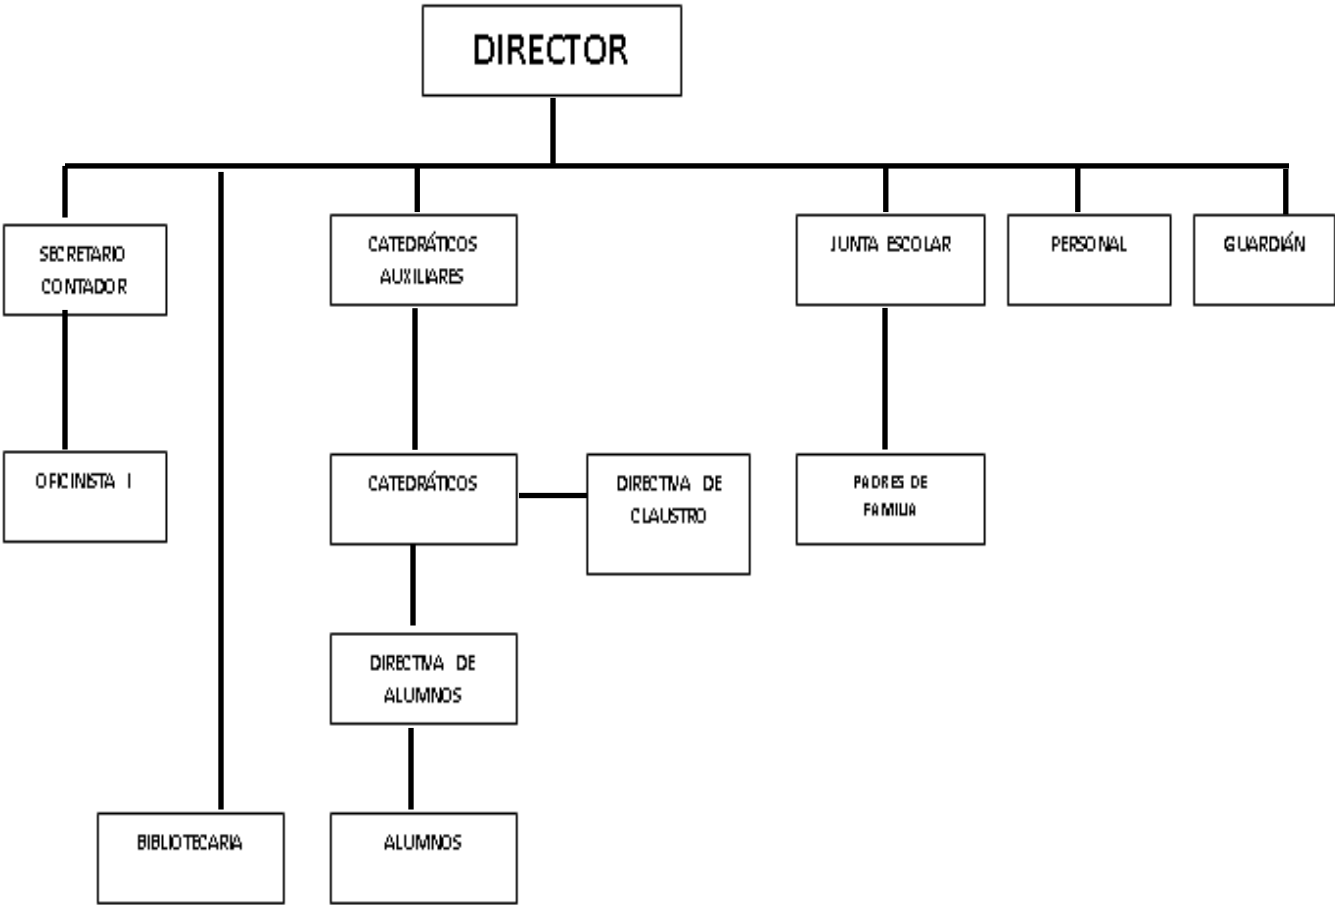 DIRECTOR
SECRETARIO
CONTADOR
CATEDRÁTICOS
AUXILIARES
JUNTA ESCOLAR
PERSONAL
GUARDIÁN
OFICINISTA I
CATEDRÁTICOS
DIRECTIVA DE
CLAUSTRO
PADRES DE
FAMILIA
DIRECTIVA DE
ALUMNOS
BIBLIOTECARIA
ALUMNOS